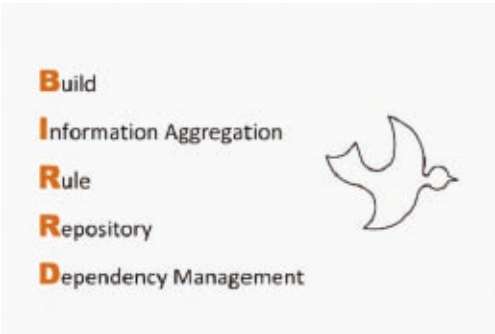 Build
Information Aggregation
Rule
Repository
Dependency Management